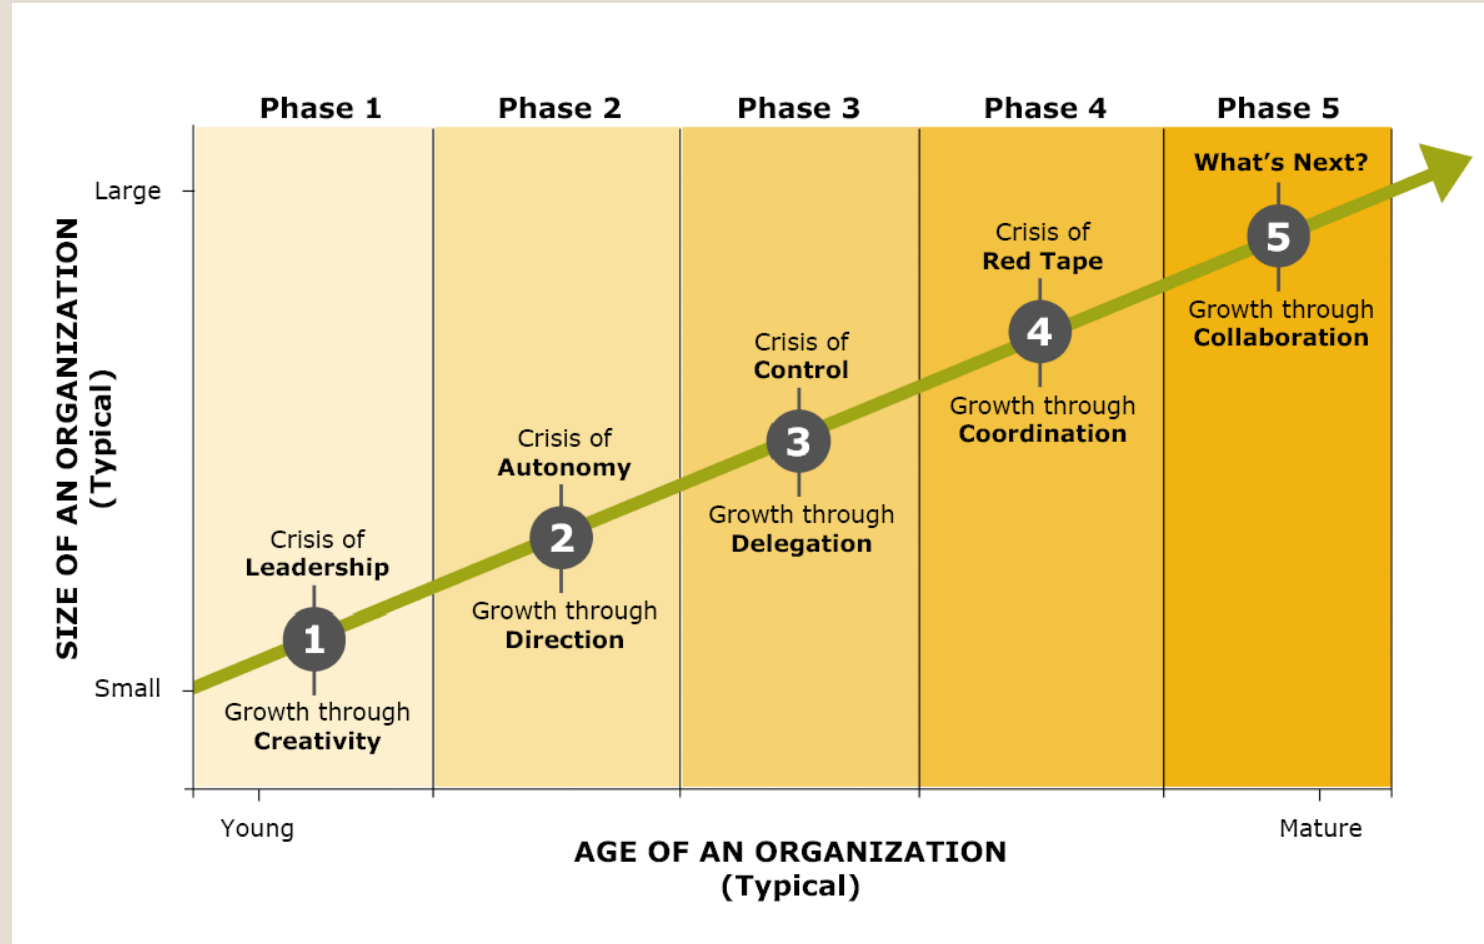 Phase 1
Phase 2
Phase 3
Phase 4
Phase 5
SIZE OF AN ORGANIZATION
(Typical)
Large
Small
Crisis of
Leadership
1
Growth through
Creativity
Crisis of
Autonomy
2
Growth through
Direction
Crisis of
Control
3
Growth through
Delegation
Crisis of
Red Tape
4
Growth through
Coordination
What’s Next?
5
Growth through
Collaboration
Young
Mature
AGE OF AN ORGANIZATION
(Typical)